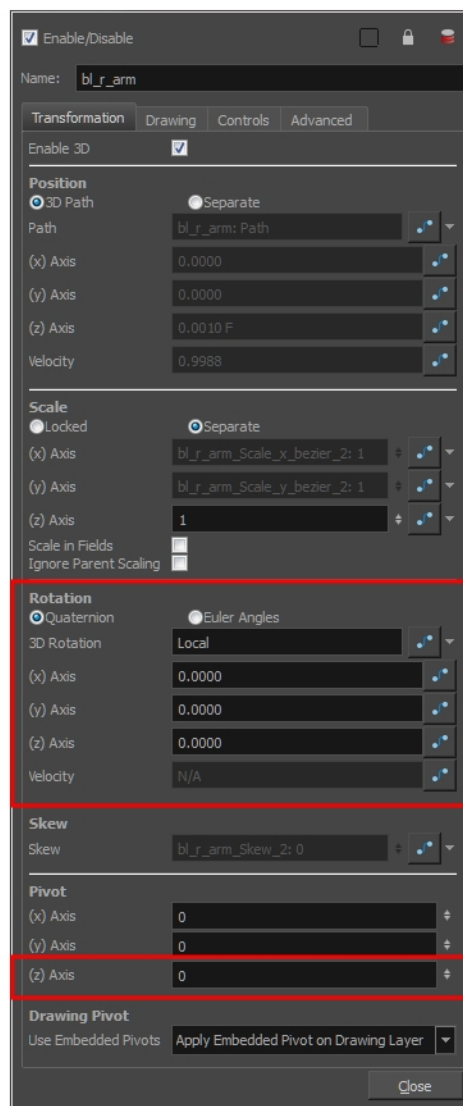 Enable/Disable
Name: bl_r_arm
Transformation Drawing Controls Advanced
Enable 3D
Position
3D Path Separate
Path bl_r_arm: Path
(x) Axis 0.0000
(y) Axis 0.0000
(z) Axis 0.0010 F
Velocity 0.9988
Scale
Locked Separate
(x) Axis bl_r_arm_Scale_x_bezier_2: 1
(y) Axis bl_r_arm_Scale_y_bezier_2: 1
(z) Axis 1
Scale in Fields
Ignore Parent Scaling
Rotation
Quaternion Euler Angles
3D Rotation Local
(x) Axis 0.0000
(y) Axis 0.0000
(z) Axis 0.0000
Velocity N/A
Skew
Skew bl_r_arm_Skew_2: 0
Pivot
(x) Axis 0
(y) Axis 0
(z) Axis 0
Drawing Pivot
Use Embedded Pivots Apply Embedded Pivot on Drawing Layer
Close